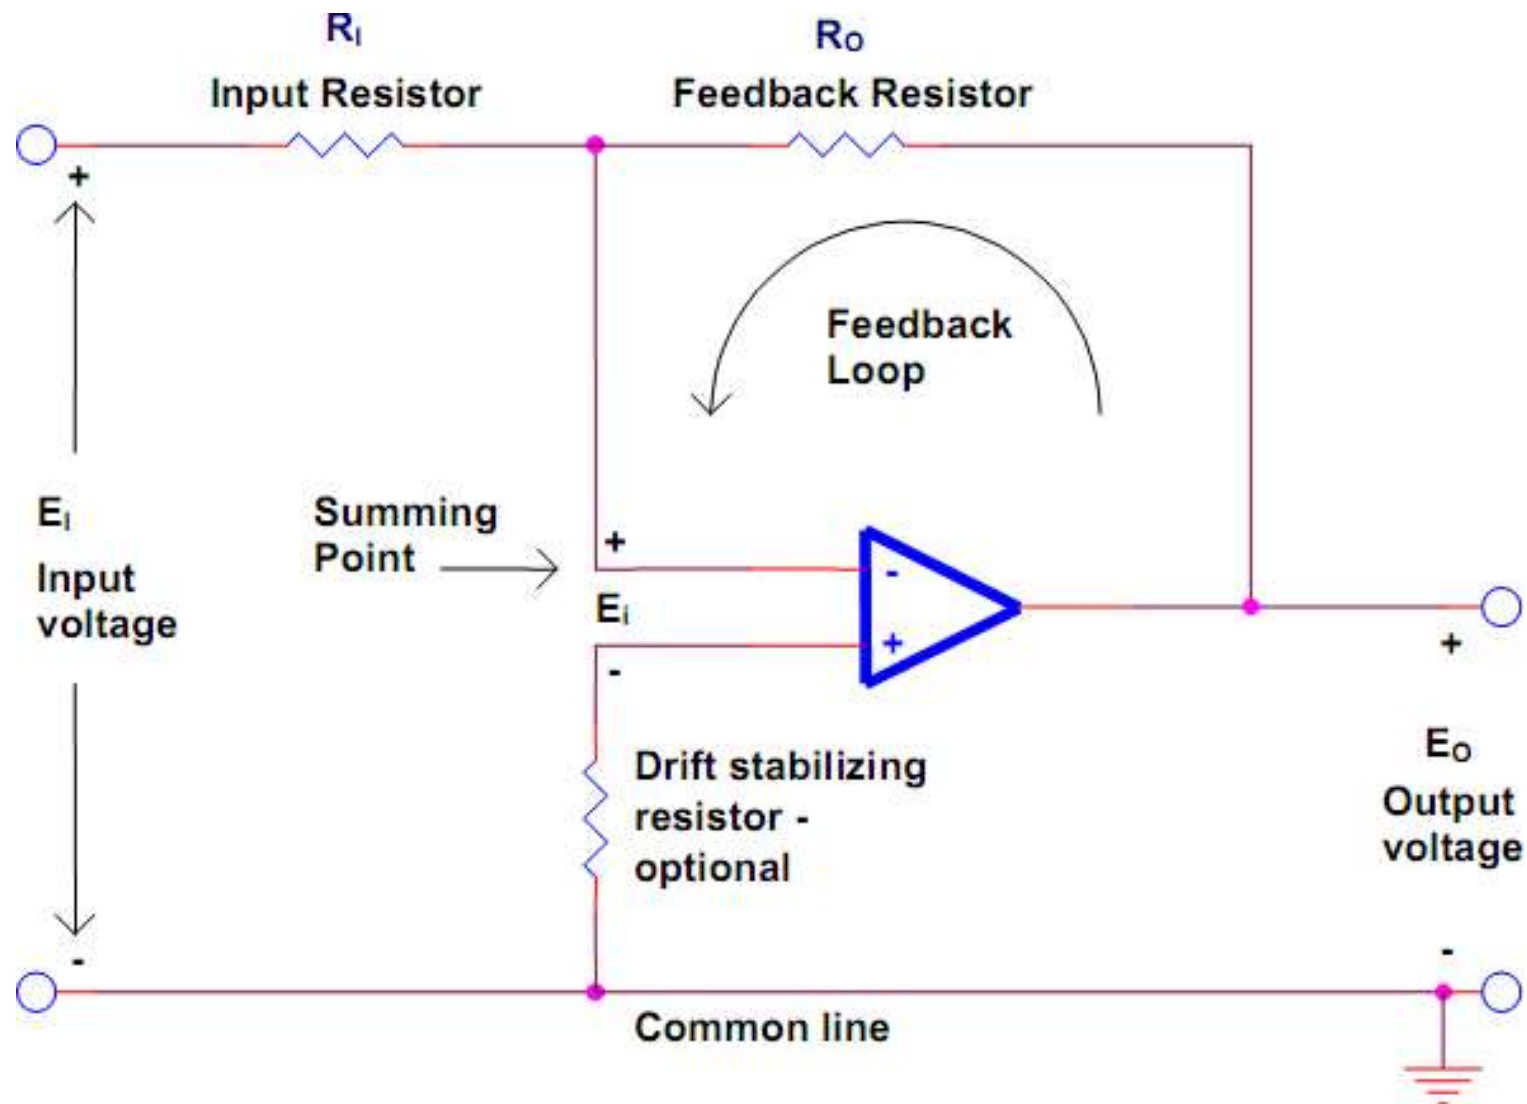 RI
RO
Input Resistor
Feedback Resistor
+
Feedback
Loop
EI
Input
voltage
Summing
Point
+
-
Ei
+
-
+
EO
Output
voltage
Drift stabilizing
resistor -
optional
-
-
Common line